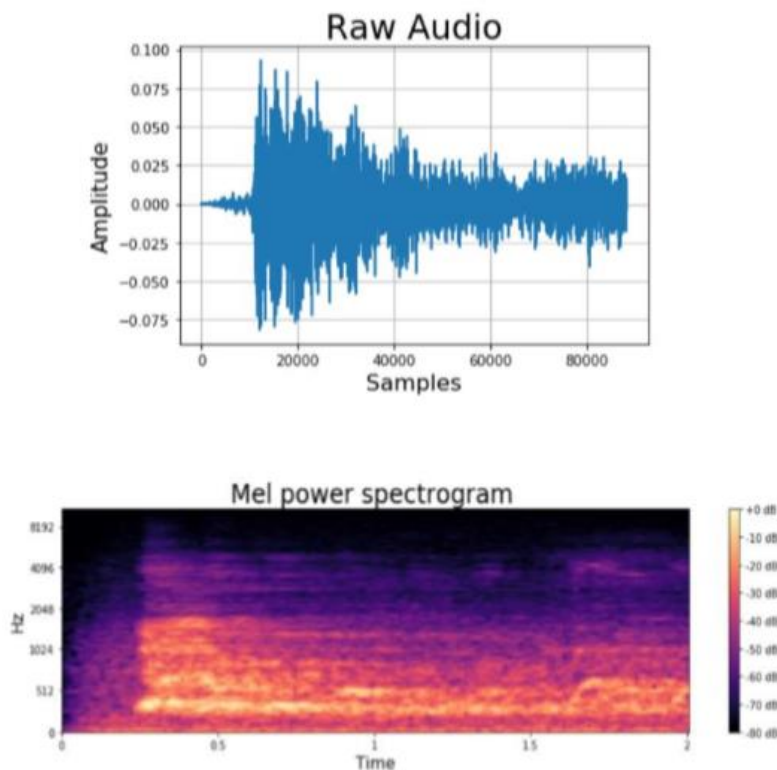 Raw Audio
0.100
0.075
0.050
0.025
0.000
−0.025
−0.050
−0.075
Amplitude
0
20000
40000
60000
80000
Samples
Mel power spectrogram
8192
4096
2048
1024
512
0
Hz
0
0.5
1
1.5
2
Time
+0 dB
-10 dB
-20 dB
-30 dB
-40 dB
-50 dB
-60 dB
-70 dB
-80 dB